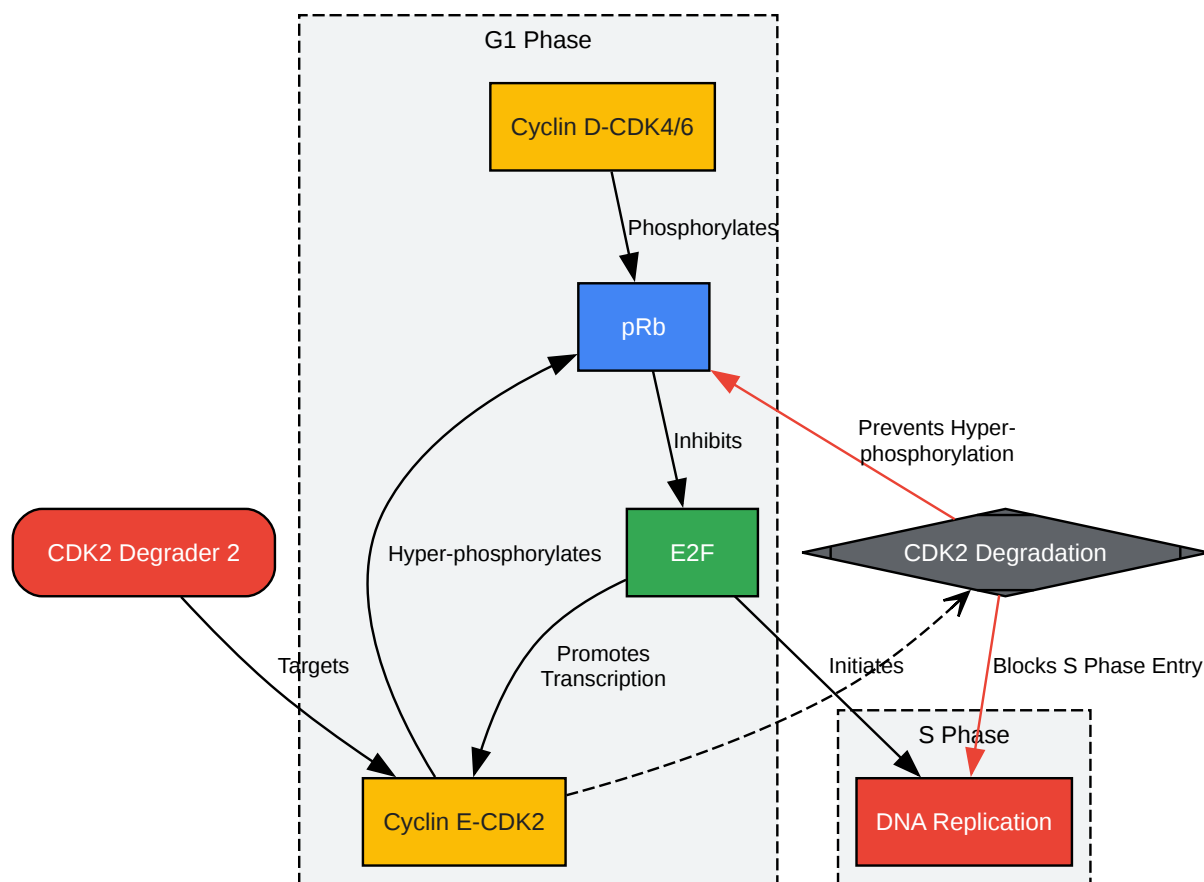 G1 Phase
Cyclin D-CDK4/6
Phosphorylates
pRb
Prevents Hyper-
phosphorylation
Inhibits
CDK2 Degrader 2
Hyper-phosphorylates
E2F
CDK2 Degradation
Targets
Promotes
Transcription
Initiates
Blocks S Phase Entry
S Phase
Cyclin E-CDK2
DNA Replication